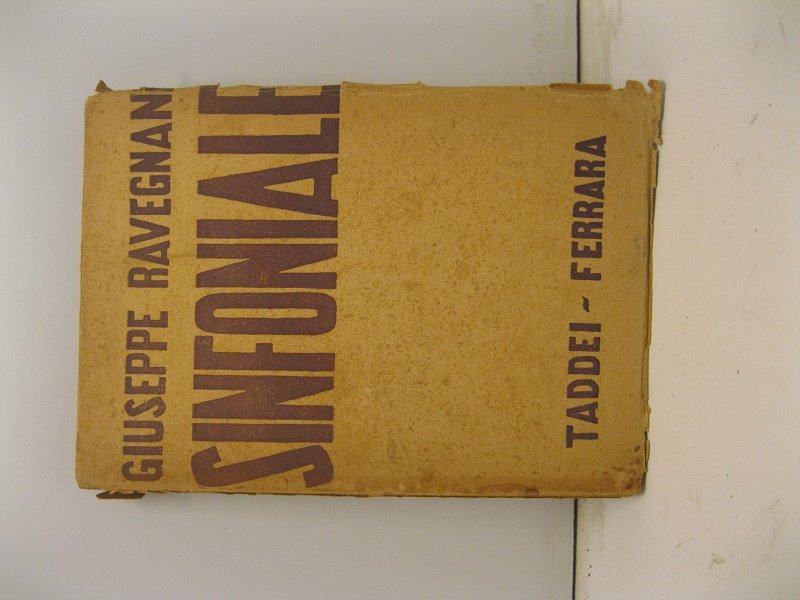 GIUSEPPE RAVEGNANI
SINFONIALE
TADDEI ~ FERRARA